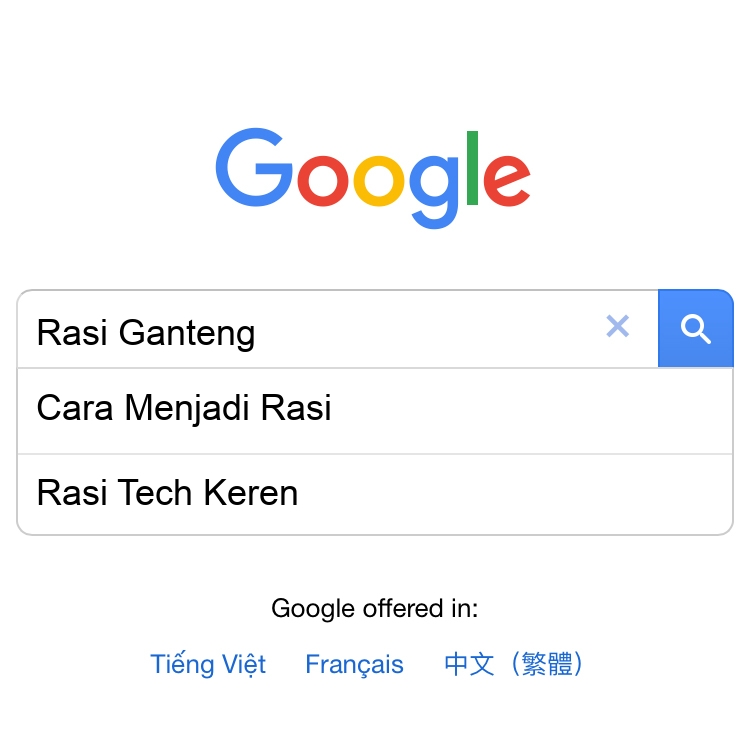 Google
Rasi Ganteng
Cara Menjadi Rasi
Rasi Tech Keren
Google offered in:
Tiếng Việt Français 中文（繁體）